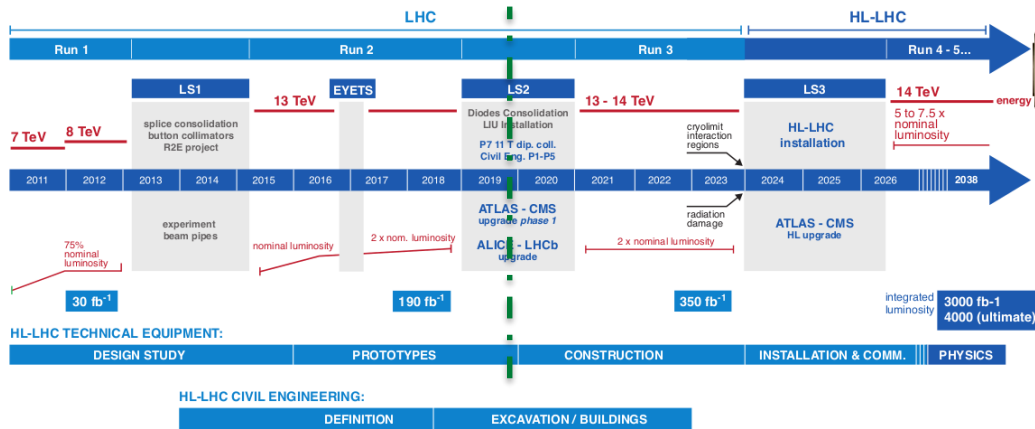 LHC
HL-LHC
Run 1
Run 2
Run 3
Run 4 - 5...
LS1
EYETS
LS2
LS3
7 TeV
8 TeV
splice consolidation
button collimators
R2E project
13 TeV
Diodes Consolidation
LIU Installation
P7 11 T dip. coll.
Civil Eng. P1-P5
13 - 14 TeV
cryolimit
interaction
regions
HL-LHC
installation
14 TeV
energy
5 to 7.5 x
nominal
luminosity
2011
2012
2013
2014
2015
2016
2017
2018
2019
2020
2021
2022
2023
2024
2025
2026
2038
75%
nominal
luminosity
experiment
beam pipes
nominal luminosity
2 x nom. luminosity
ATLAS - CMS
upgrade phase 1
ALICE - LHCb
upgrade
2 x nominal luminosity
radiation
damage
ATLAS - CMS
HL upgrade
30 fb-1
190 fb-1
350 fb-1
integrated
luminosity
3000 fb-1
4000 (ultimate)
HL-LHC TECHNICAL EQUIPMENT:
DESIGN STUDY
PROTOTYPES
CONSTRUCTION
INSTALLATION & COMM.
PHYSICS
HL-LHC CIVIL ENGINEERING:
DEFINITION
EXCAVATION / BUILDINGS